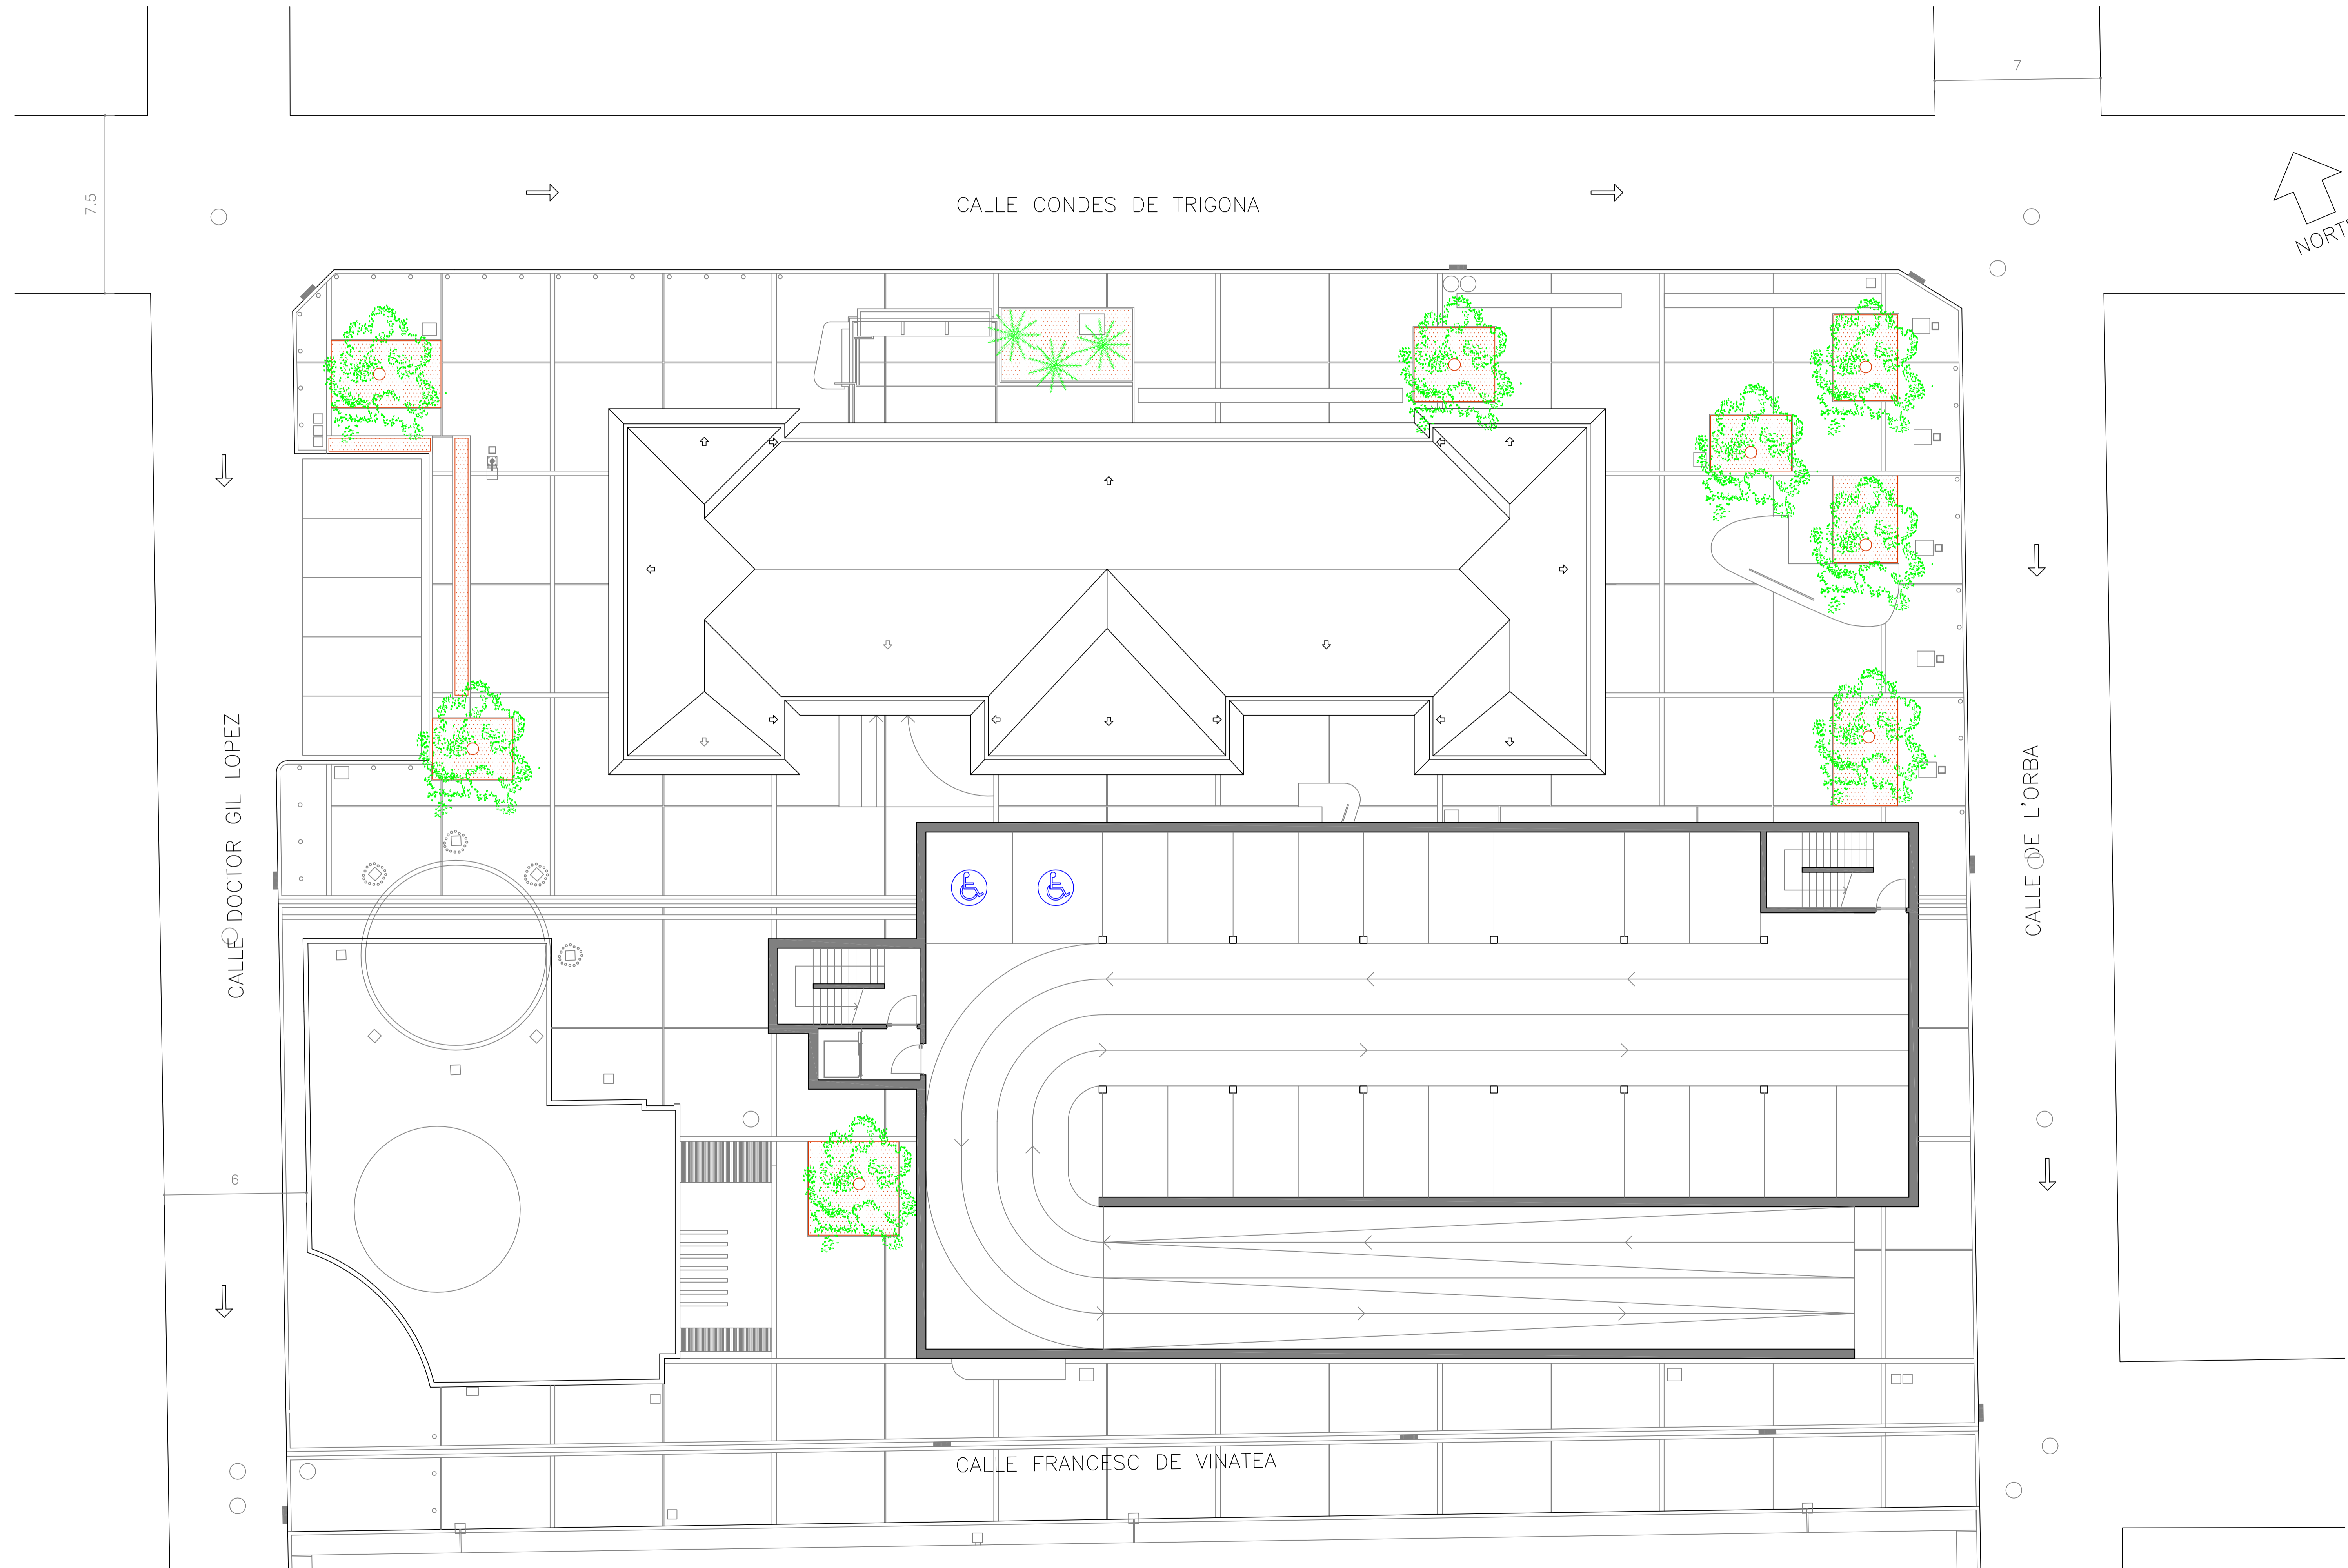 7
7.5
CALLE CONDES DE TRIGONA
CALLE DOCTOR GIL LOPEZ
CALLE DE L'ORBA
6
CALLE FRANCESC DE VINATEA